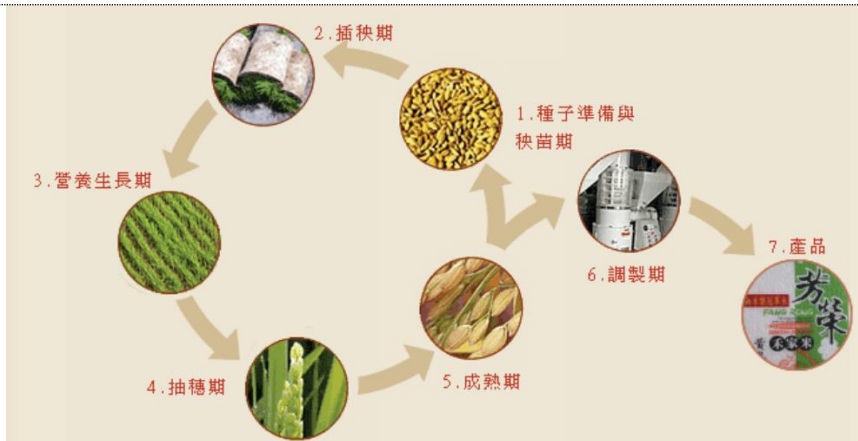 2.插秧期
1.種子準備與
秧苗期
3.營養生長期
7.產品
6.調製期
芳榮
FANG RONG
禾家米
4.抽穗期
5.成熟期